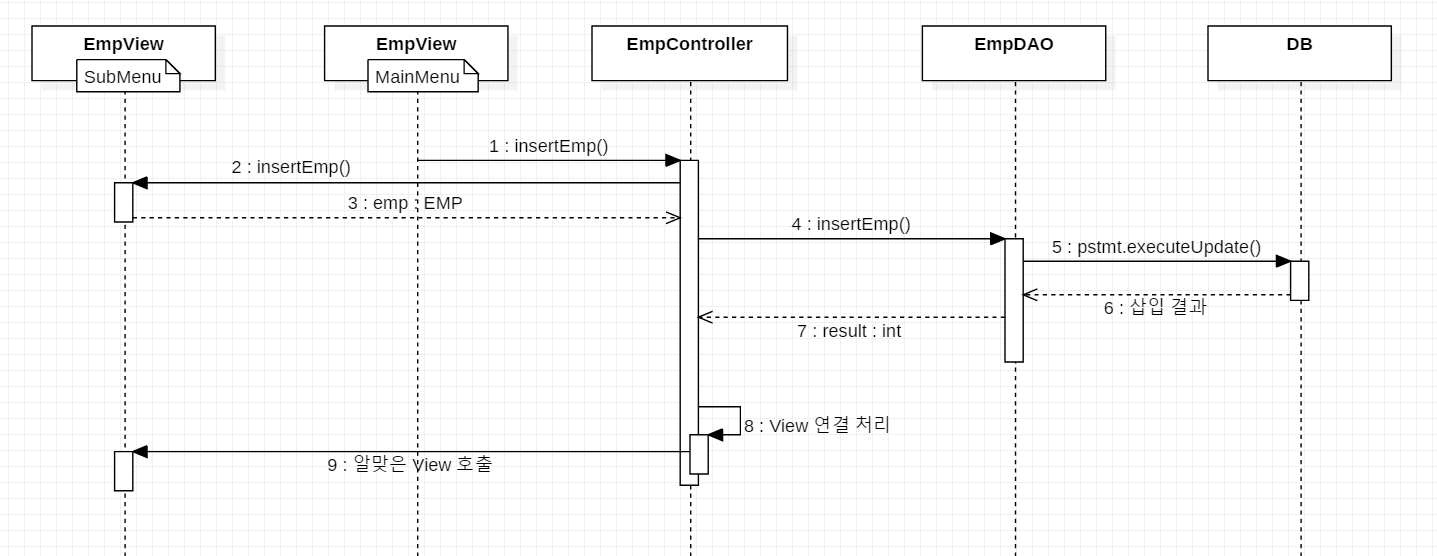 EmpView
SubMenu
EmpView
MainMenu
EmpController
EmpDAO
DB
1 : insertEmp()
2 : insertEmp()
3 : emp : EMP
4 : insertEmp()
5 : pstmt.executeUpdate()
6 : 삽입 결과
7 : result : int
8 : View 연결 처리
9 : 알맞은 View 호출